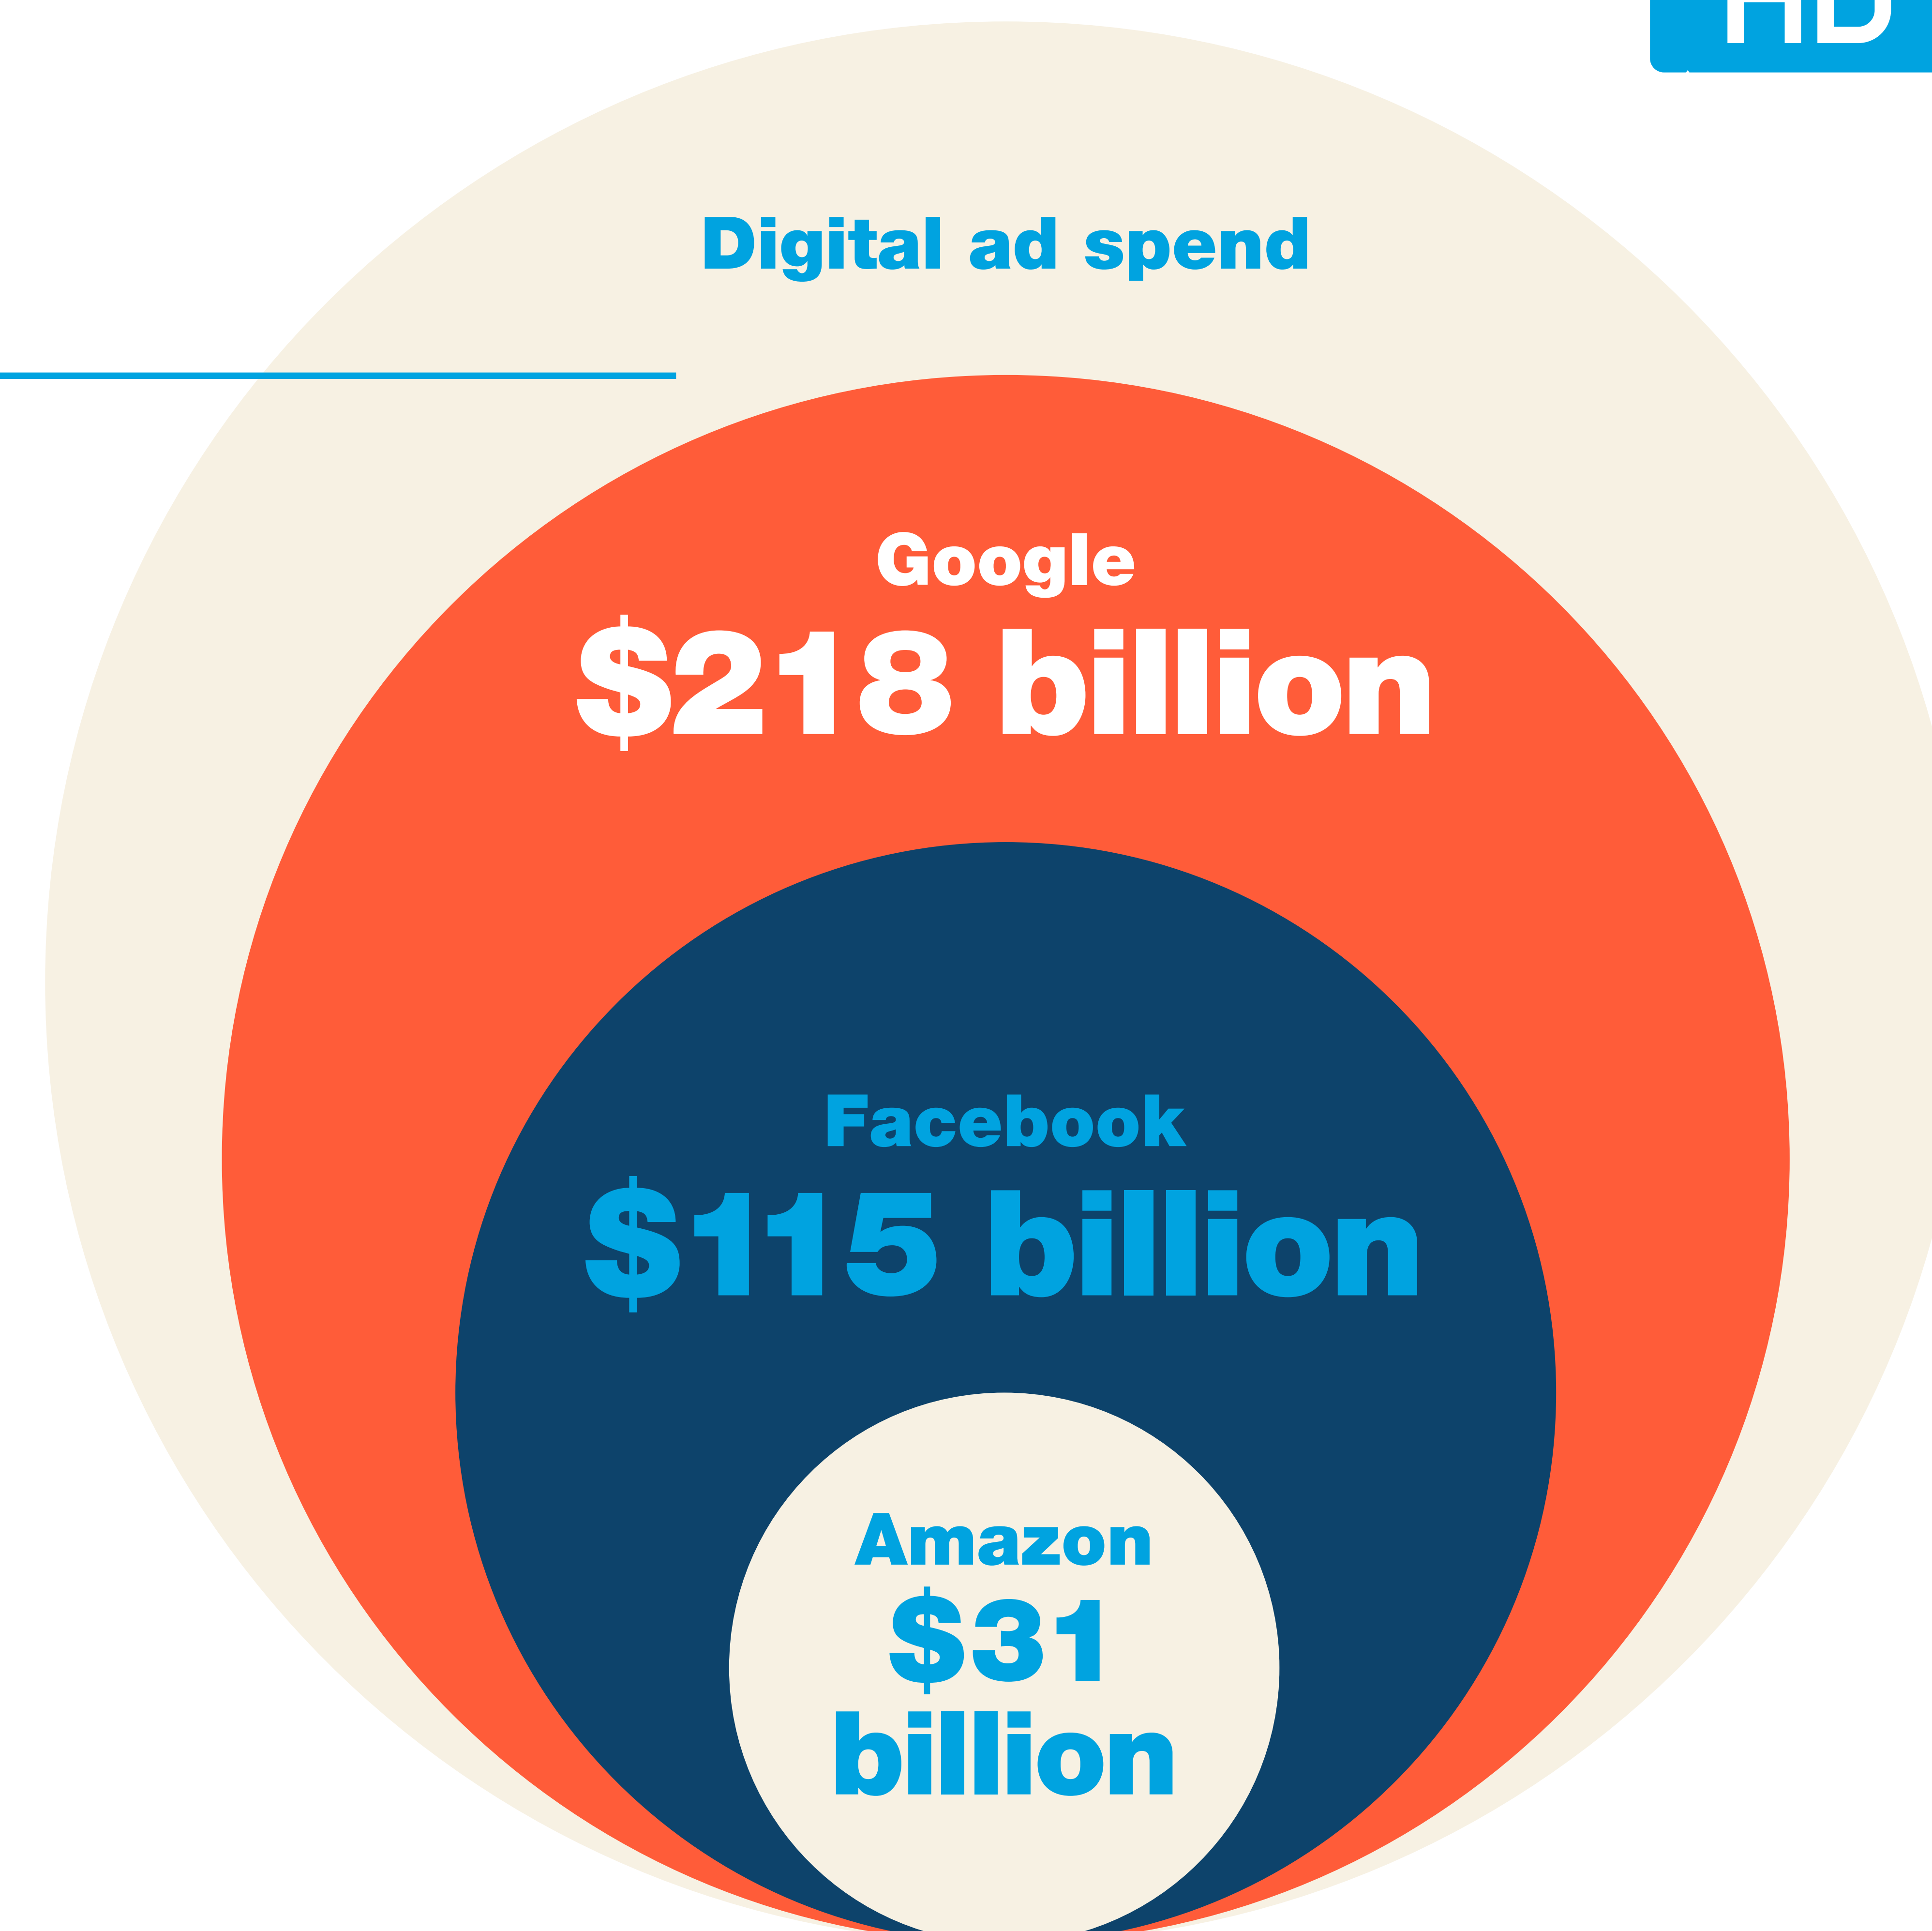 Digital ad spend
Google
$218 billion
Facebook
$115 billion
Amazon
$31
billion